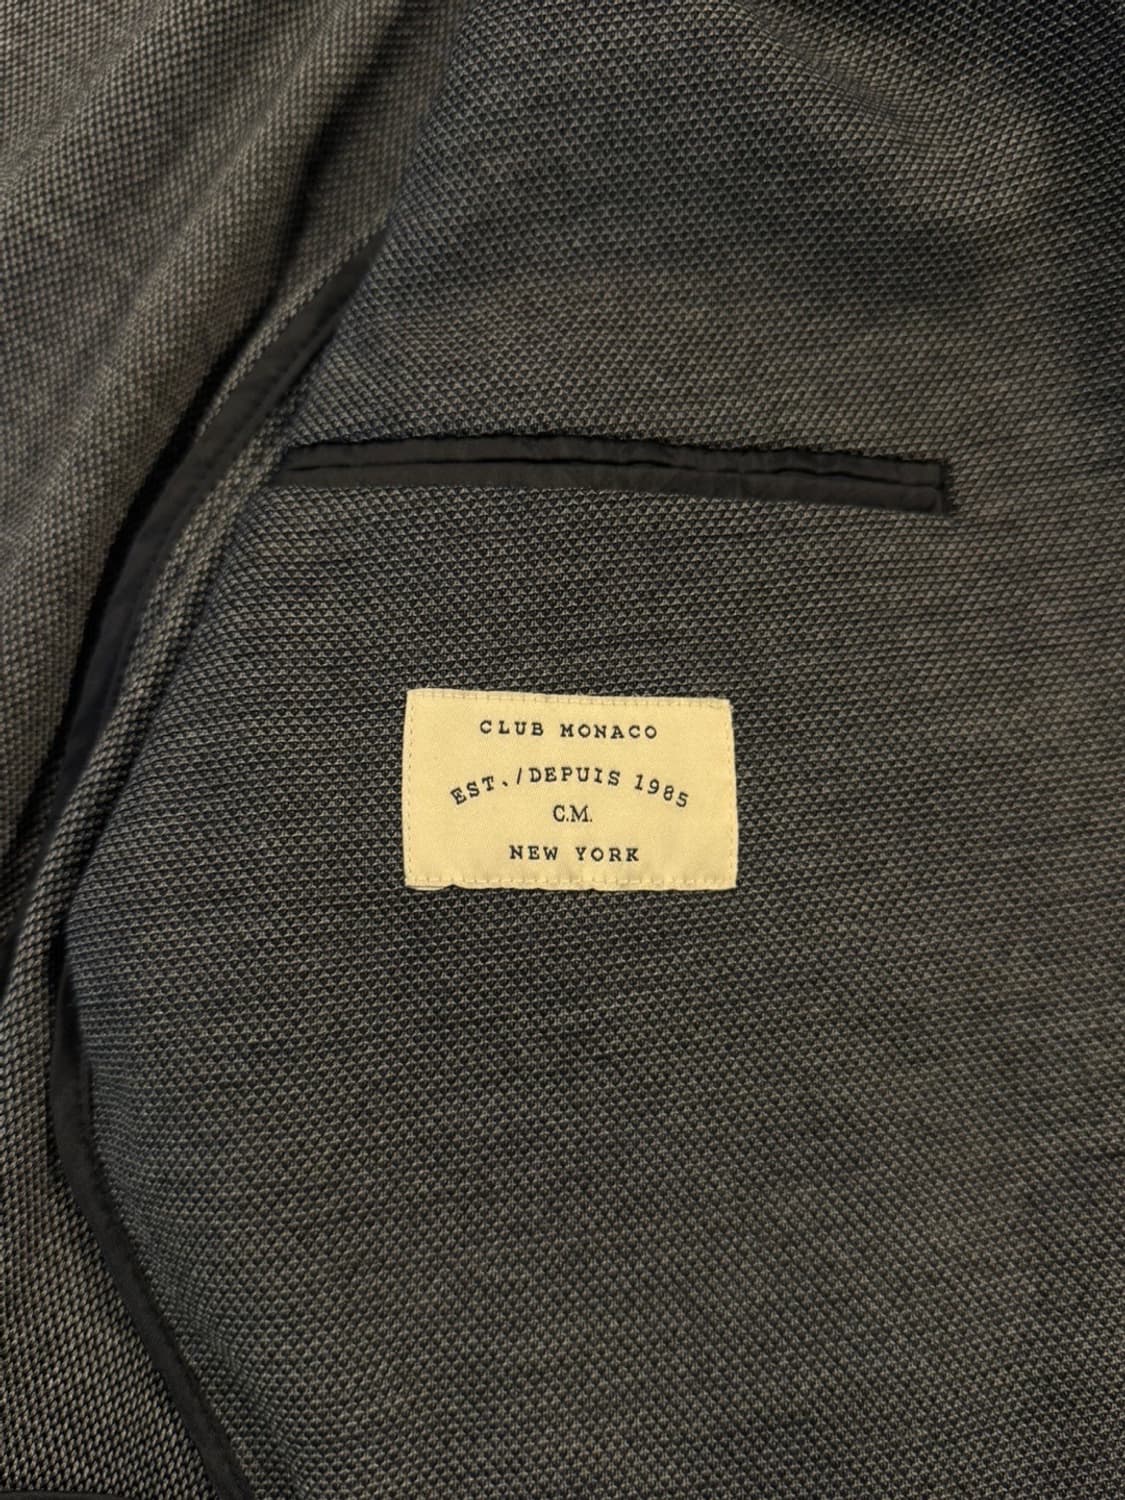 CLUB MONACO
EST./DEPUIS 1985
C.M.
NEW YORK